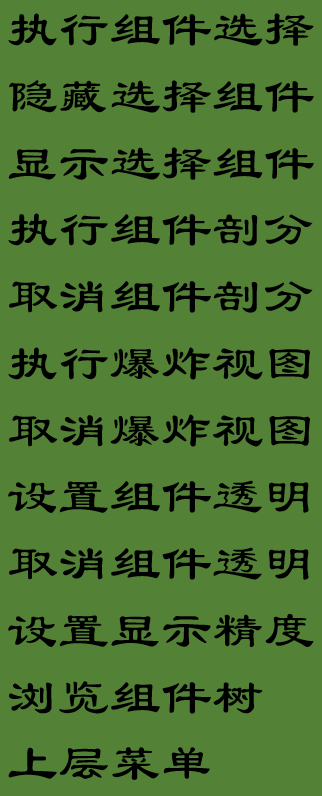 执行组件选择
隐藏选择组件
显示选择组件
执行组件剖分
取消组件剖分
执行爆炸视图
取消爆炸视图
设置组件透明
取消组件透明
设置显示精度
浏览组件树
上层菜单